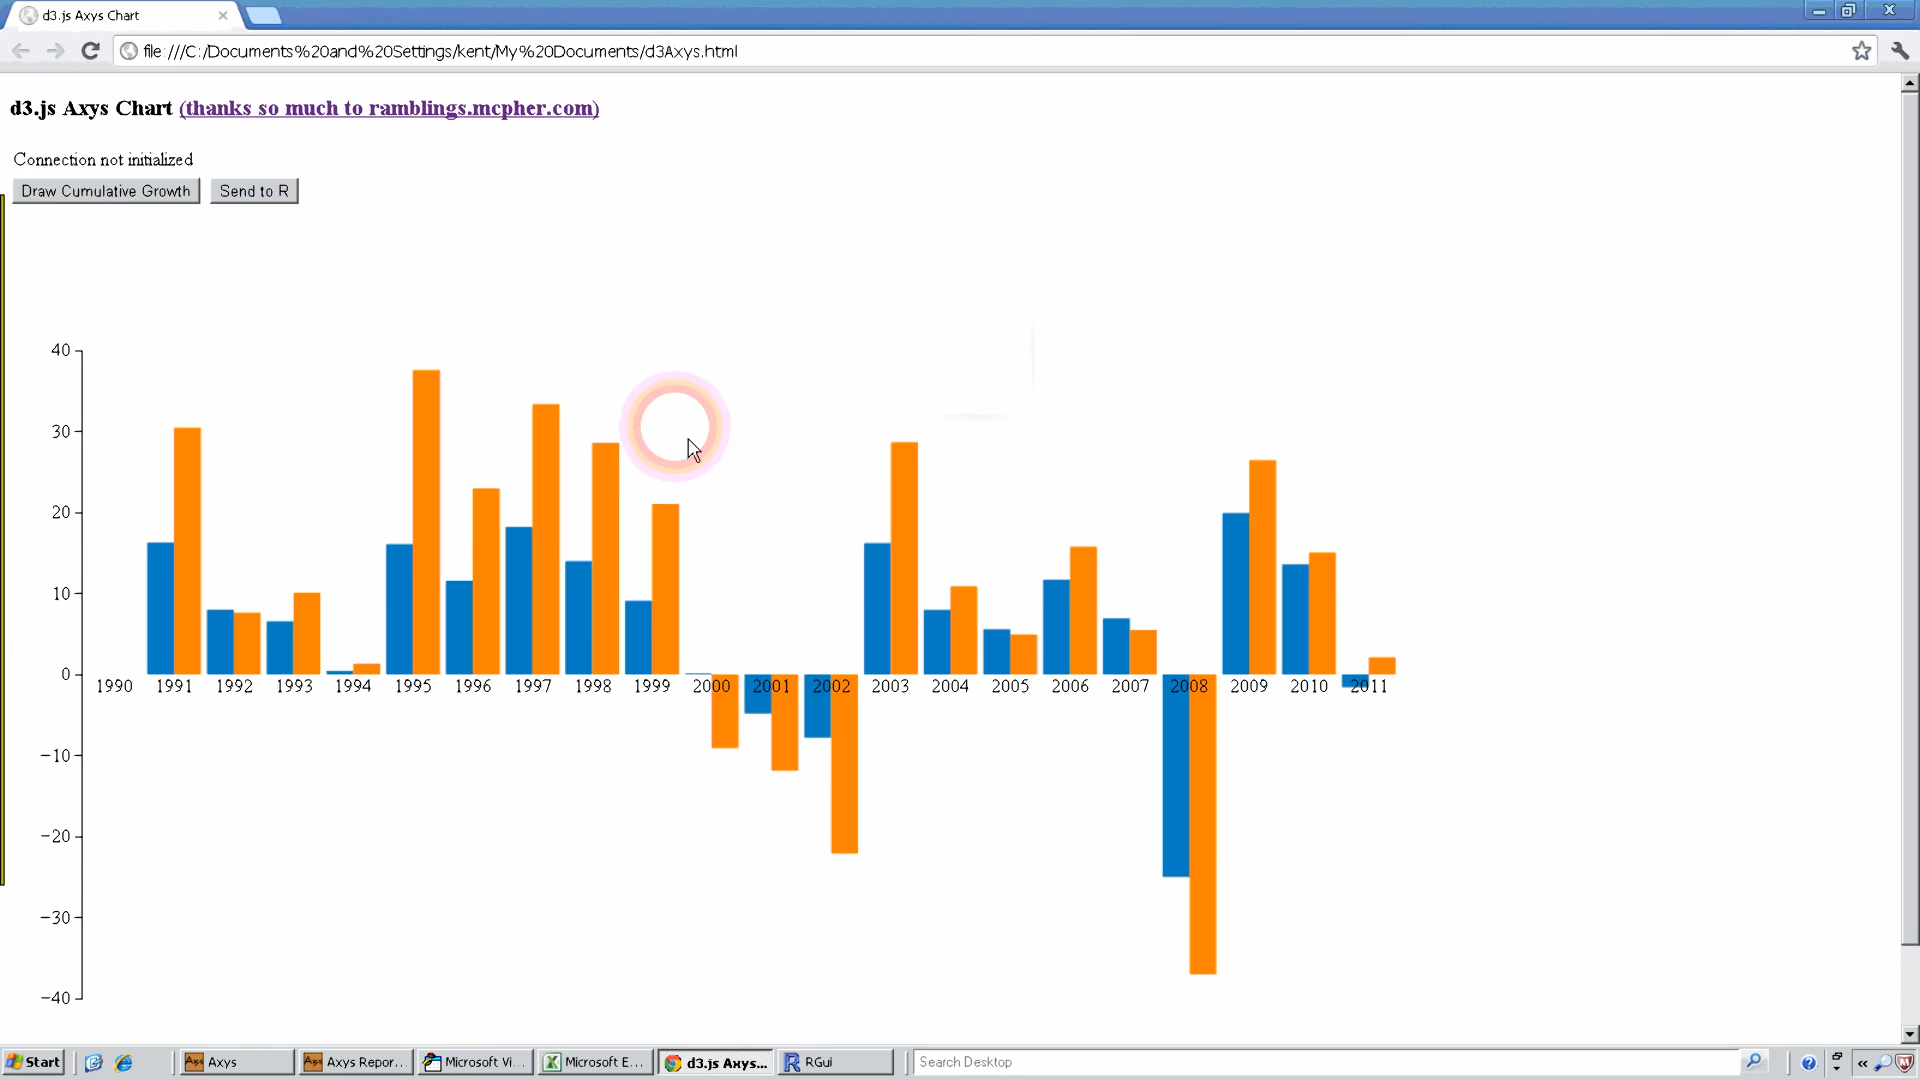 d3.js Axys Chart
file:///C:/Documents%20and%20Settings/kent/My%20Documents/d3Axys.html
d3.js Axys Chart (thanks so much to ramblings.mcpher.com)
Connection not initialized
Draw Cumulative Growth Send to R
40
30
20
10
0
1990 1991 1992 1993 1994 1995 1996 1997 1998 1999 2000 2001 2002 2003 2004 2005 2006 2007 2008 2009 2010 2011
−10
−20
−30
−40
Start Axys Axys Repor... Microsoft Vi... Microsoft E... d3.js Axys... RGui Search Desktop